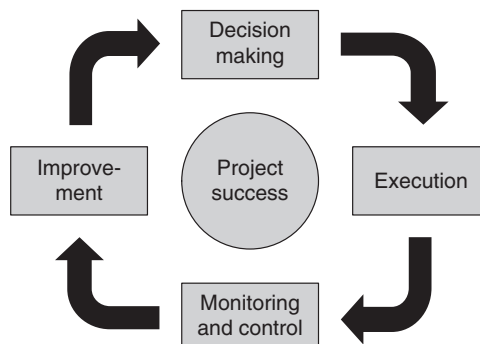 Decision
making
Improve-
ment
Project
success
Execution
Monitoring
and control